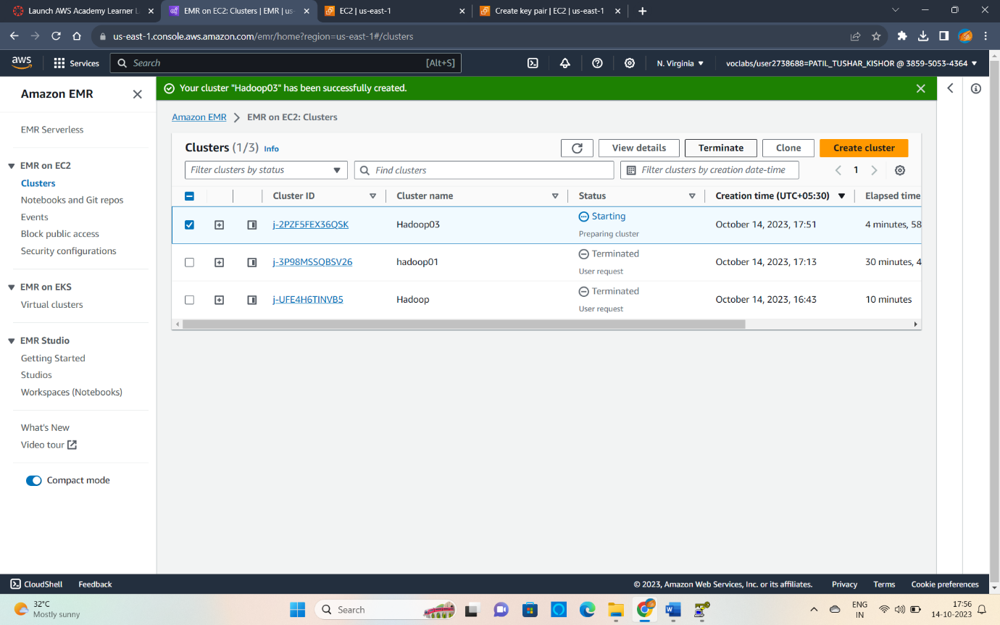 Launch AWS Academy Learner L
EMR on EC2: Clusters | EMR | us-
EC2 | us-east-1
Create key pair | EC2 | us-east-1
us-east-1.console.aws.amazon.com/emr/home?region=us-east-1#/clusters
aws
Services
Search
[Alt+S]
N. Virginia
voclabs/user2738688=PATIL_TUSHAR_KISHOR @ 3859-5053-4364
Amazon EMR
EMR Serverless
EMR on EC2
Clusters
Notebooks and Git repos
Events
Block public access
Security configurations
EMR on EKS
Virtual clusters
EMR Studio
Getting Started
Studios
Workspaces (Notebooks)
What's New
Video tour
Compact mode
Your cluster "Hadoop03" has been successfully created.
Amazon EMR > EMR on EC2: Clusters
Clusters (1/3) Info
View details
Terminate
Clone
Create cluster
Filter clusters by status
Find clusters
Filter clusters by creation date-time
1
Cluster ID Cluster name Status Creation time (UTC+05:30) Elapsed time
j-2PZF5FEX36QSK Hadoop03 Starting October 14, 2023, 17:51 4 minutes, 58
Preparing cluster
j-3P98MSSQBSV26 hadoop01 Terminated October 14, 2023, 17:13 30 minutes, 4
User request
j-UFE4H6TINVB5 Hadoop Terminated October 14, 2023, 16:43 10 minutes
User request
CloudShell
Feedback
© 2023, Amazon Web Services, Inc. or its affiliates.
Privacy
Terms
Cookie preferences
32°C
Mostly sunny
Search
ENG
IN
17:56
14-10-2023